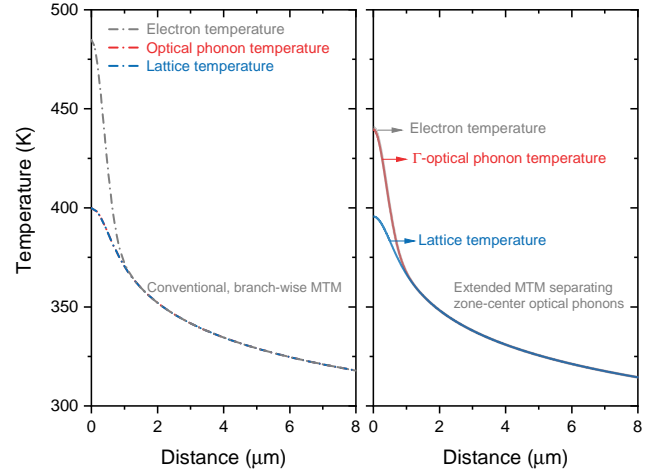 Temperature (K)
500
450
400
350
300
Electron temperature
Optical phonon temperature
Lattice temperature
Conventional, branch-wise MTM
0 2 4 6 8
Distance (μm)
Electron temperature
Γ-optical phonon temperature
Lattice temperature
Extended MTM separating
zone-center optical phonons
0 2 4 6 8
Distance (μm)